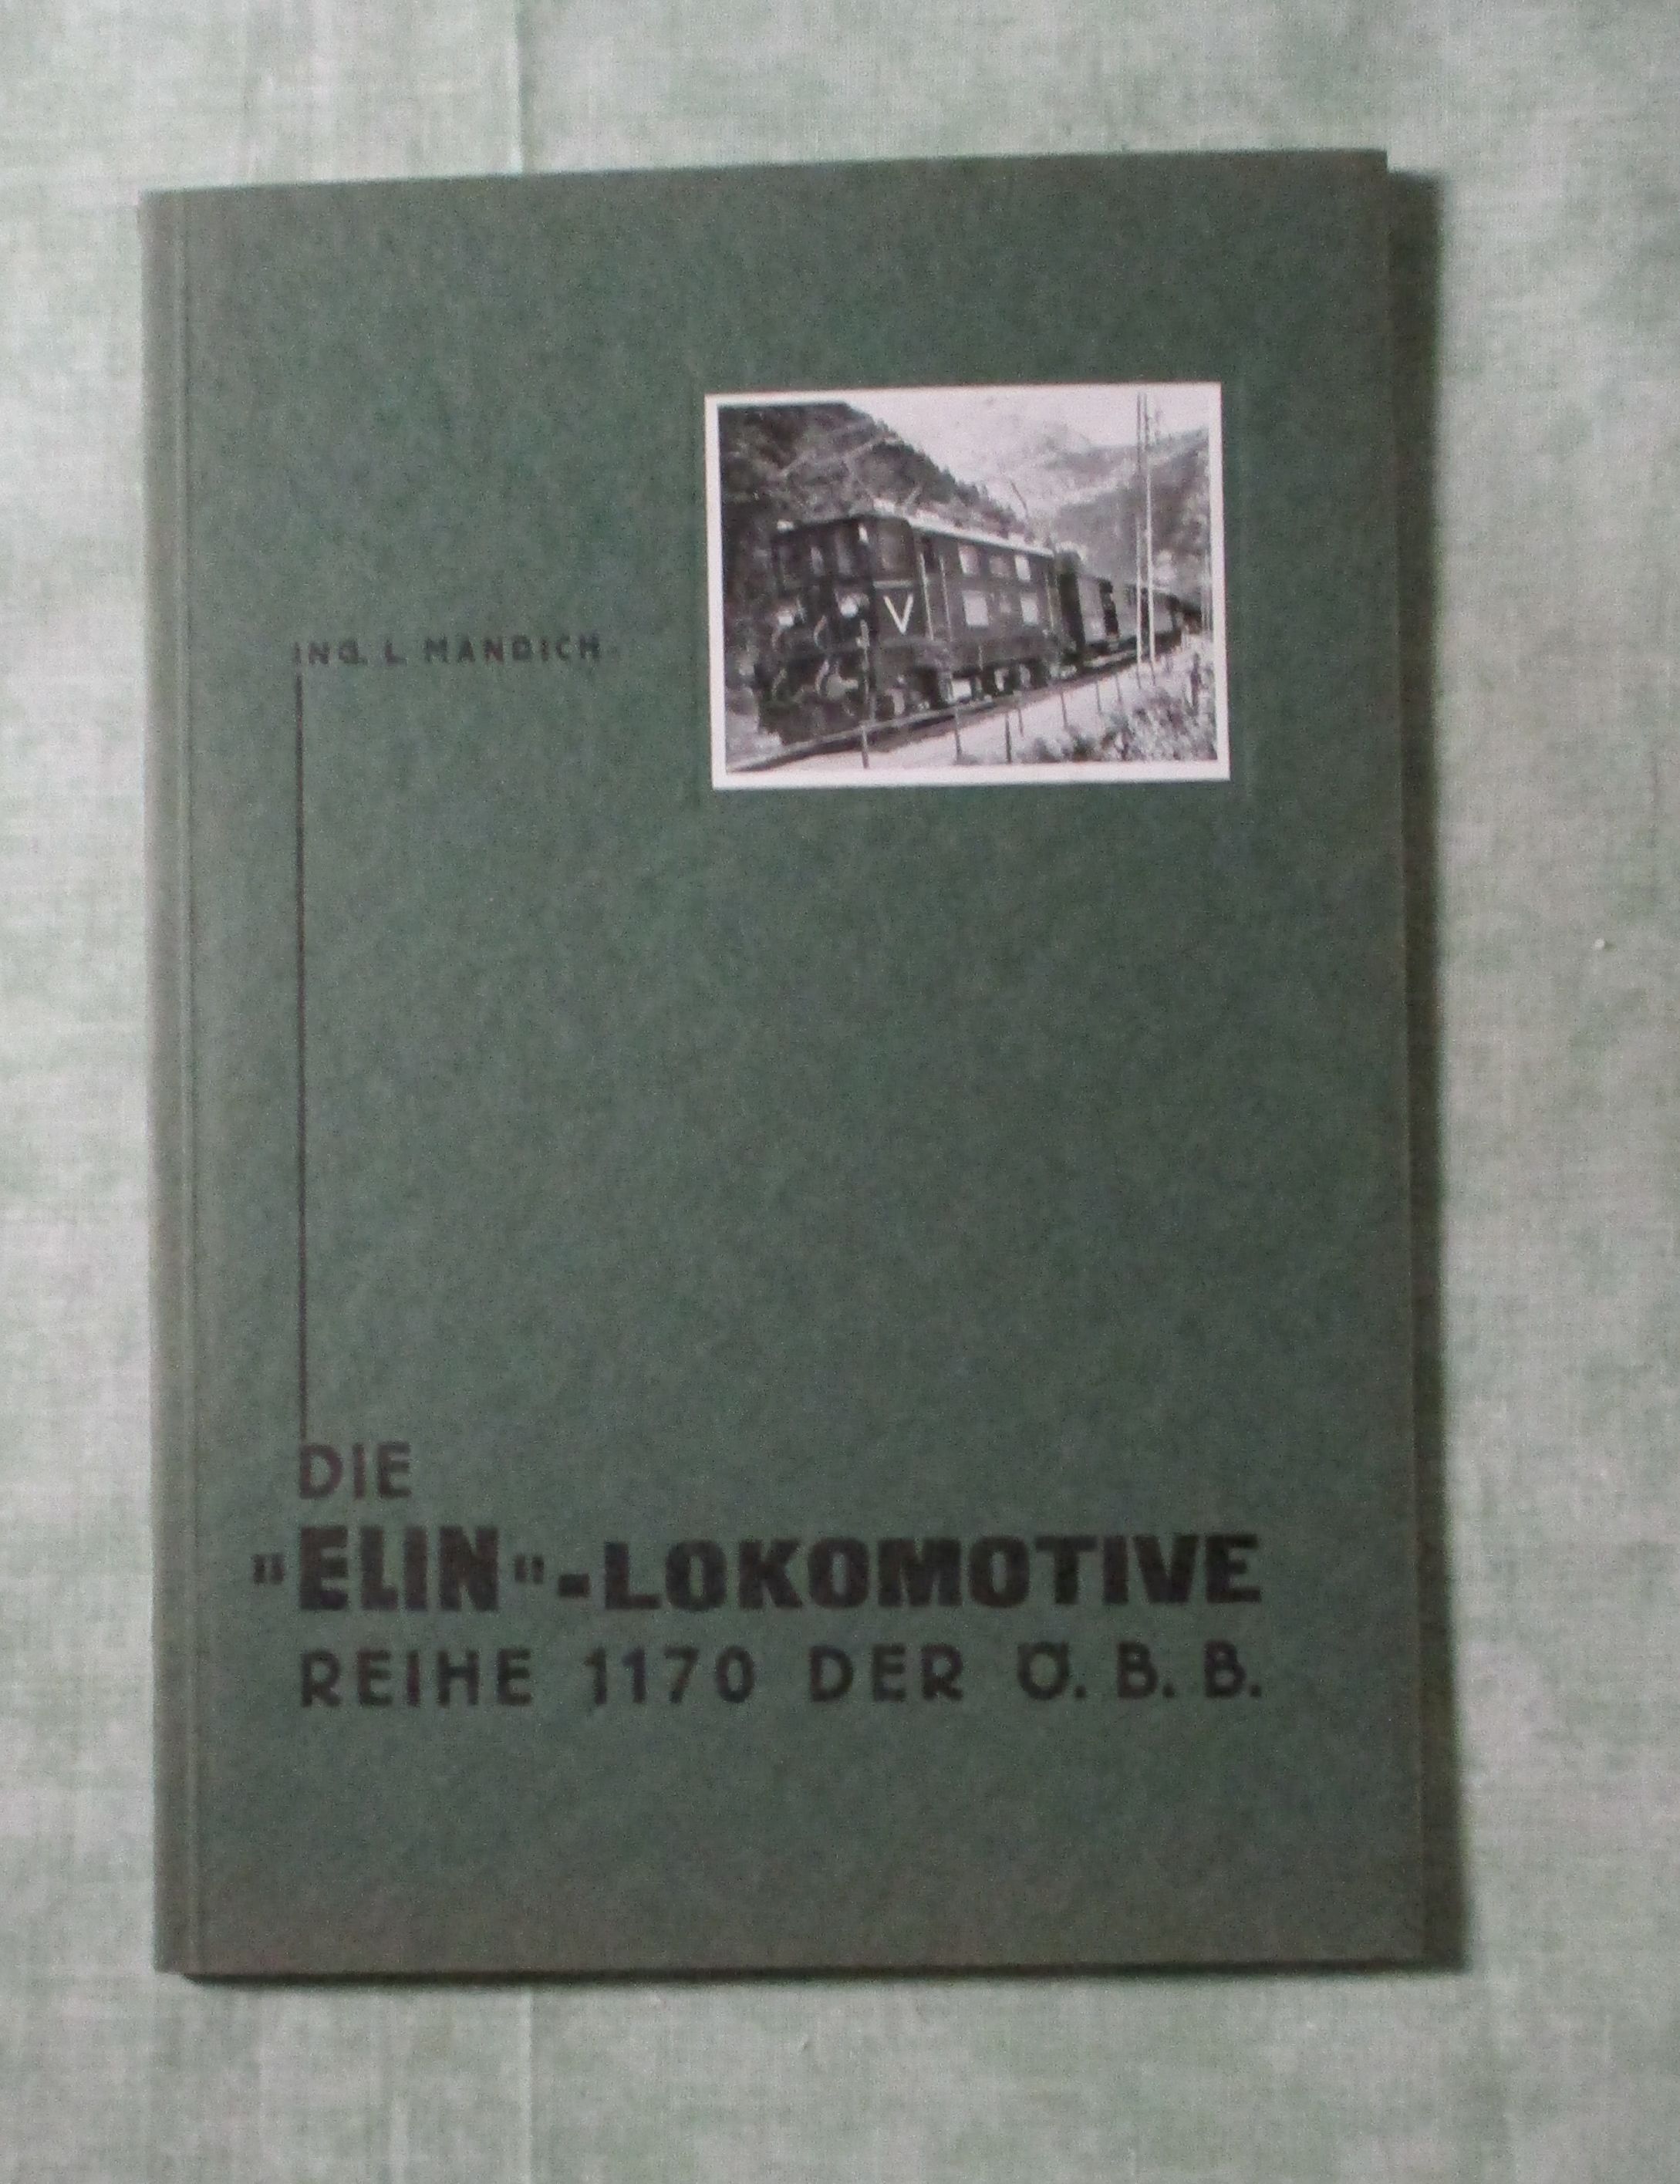 ING. L. MANDICH.
DIE
"ELIN"-LOKOMOTIVE
REIHE 1170 DER Ö. B. B.
V